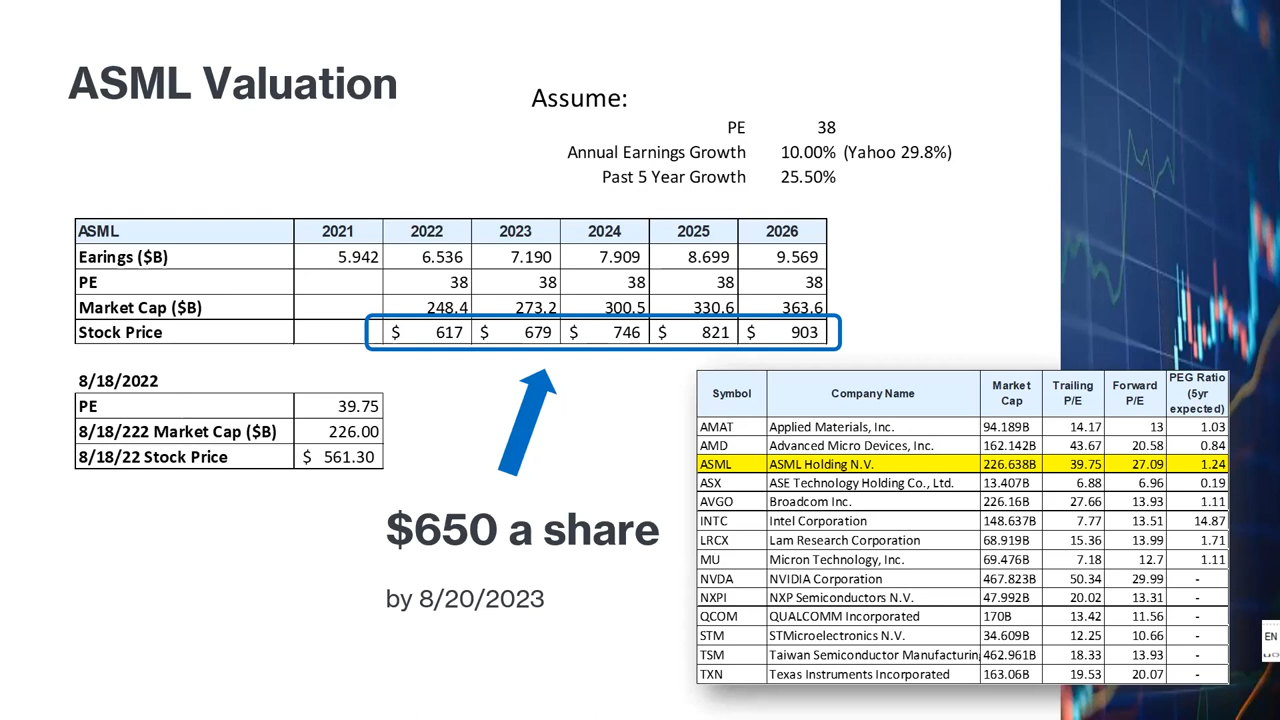 ASML Valuation
Assume:
PE 38
Annual Earnings Growth 10.00% (Yahoo 29.8%)
Past 5 Year Growth 25.50%
ASML 2021 2022 2023 2024 2025 2026
Earings ($B) 5.942 6.536 7.190 7.909 8.699 9.569
PE 38 38 38 38 38
Market Cap ($B) 248.4 273.2 300.5 330.6 363.6
Stock Price $ 617 $ 679 $ 746 $ 821 $ 903
8/18/2022
PE 39.75
8/18/222 Market Cap ($B) 226.00
8/18/22 Stock Price $ 561.30
$650 a share
by 8/20/2023
Symbol Company Name Market Cap Trailing P/E Forward P/E PEG Ratio (5yr expected)
AMAT Applied Materials, Inc. 94.189B 14.17 13 1.03
AMD Advanced Micro Devices, Inc. 162.142B 43.67 20.58 0.84
ASML ASML Holding N.V. 226.638B 39.75 27.09 1.24
ASX ASE Technology Holding Co., Ltd. 13.407B 6.88 6.96 0.19
AVGO Broadcom Inc. 226.16B 27.66 13.93 1.11
INTC Intel Corporation 148.637B 7.77 13.51 14.87
LRCX Lam Research Corporation 68.919B 15.36 13.99 1.71
MU Micron Technology, Inc. 69.476B 7.18 12.7 1.11
NVDA NVIDIA Corporation 467.823B 50.34 29.99 -
NXPI NXP Semiconductors N.V. 47.992B 20.02 13.31 -
QCOM QUALCOMM Incorporated 170B 13.42 11.56 -
STM STMicroelectronics N.V. 34.609B 12.25 10.66 -
TSM Taiwan Semiconductor Manufacturin 462.961B 18.33 13.93 -
TXN Texas Instruments Incorporated 163.06B 19.53 20.07 -
EN